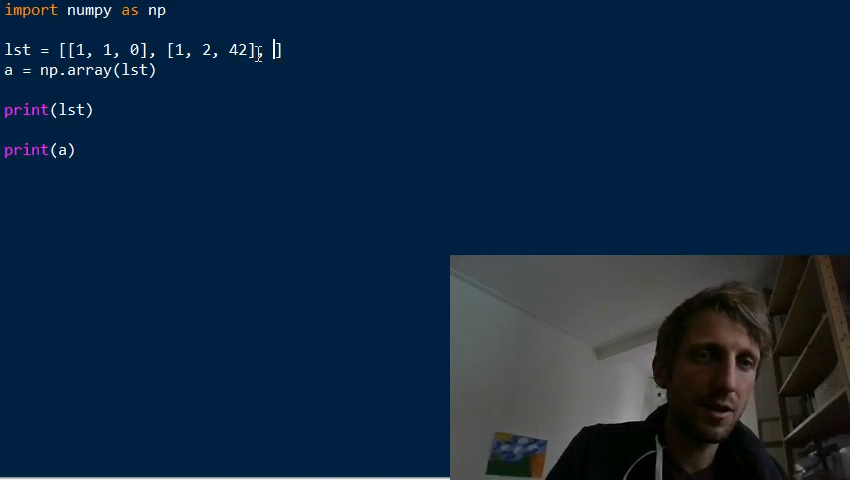 import numpy as np
lst = [[1, 1, 0], [1, 2, 42], ]
a = np.array(lst)
print(lst)
print(a)